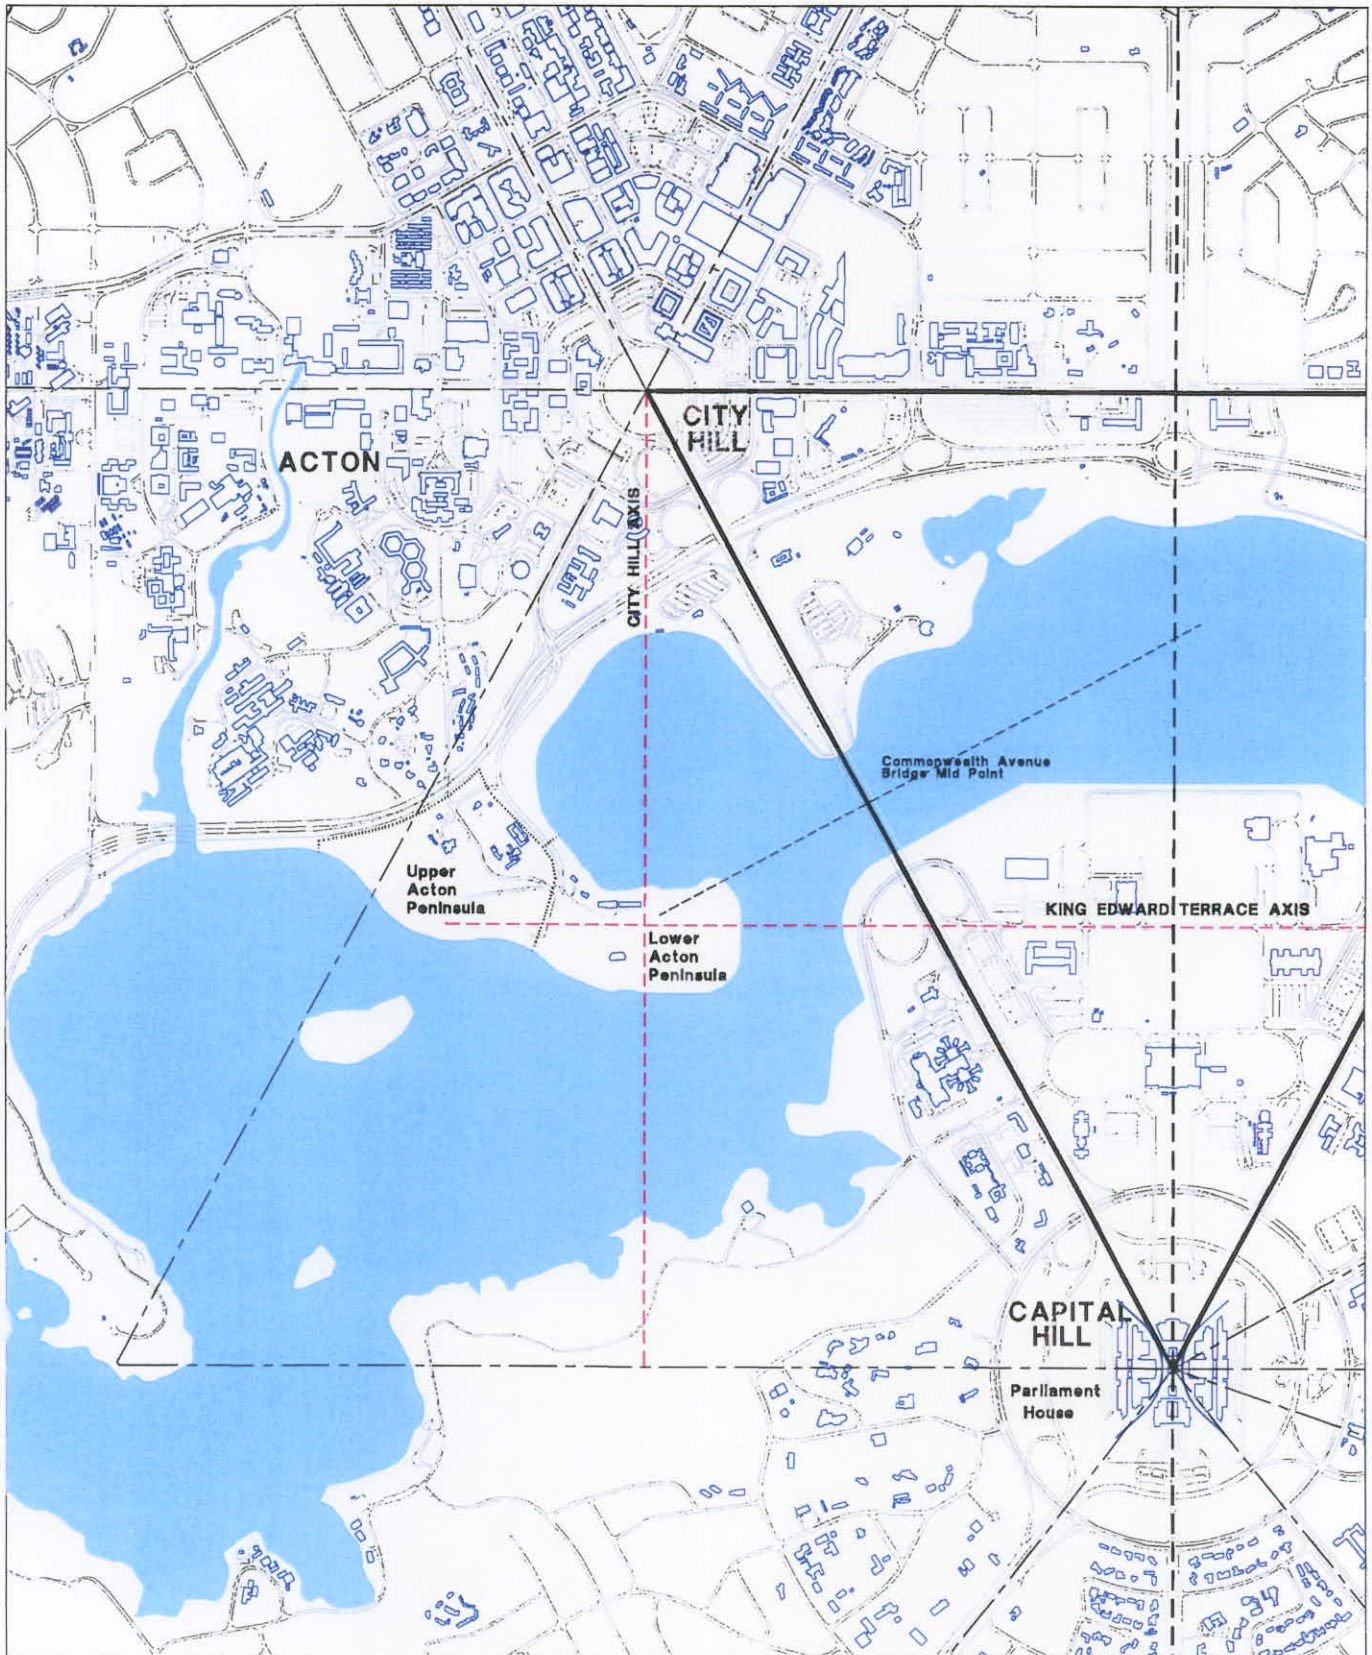 CITY
HILL
ACTON
CITY HILL AXIS
Commonwealth Avenue
Bridge Mid Point
Upper
Acton
Peninsula
KING EDWARD TERRACE AXIS
Lower
Acton
Peninsula
CAPITAL
HILL
Parliament
House